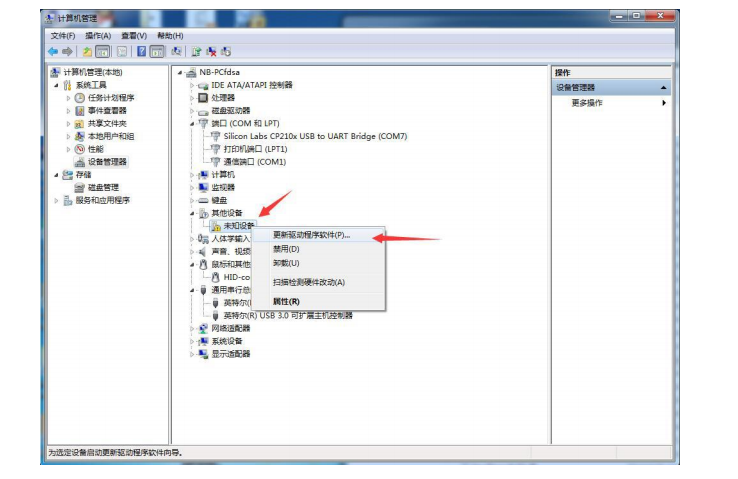 计算机管理
文件(F) 操作(A) 查看(V) 帮助(H)
计算机管理(本地)
系统工具
任务计划程序
事件查看器
共享文件夹
本地用户和组
性能
设备管理器
存储
磁盘管理
服务和应用程序
NB-PCfdsa
IDE ATA/ATAPI 控制器
处理器
磁盘驱动器
端口 (COM 和 LPT)
Silicon Labs CP210x USB to UART Bridge (COM7)
打印机端口 (LPT1)
通信端口 (COM1)
计算机
监视器
键盘
其他设备
未知设备
人体学输入
声音、视频
鼠标和其他
HID-co
通用串行总
英特尔(
英特尔(R) USB 3.0 可扩展主机控制器
网络适配器
系统设备
显示适配器
更新驱动程序软件(P)...
禁用(D)
卸载(U)
扫描检测硬件改动(A)
属性(R)
操作
设备管理器
更多操作
为选定设备启动更新驱动程序软件向导。